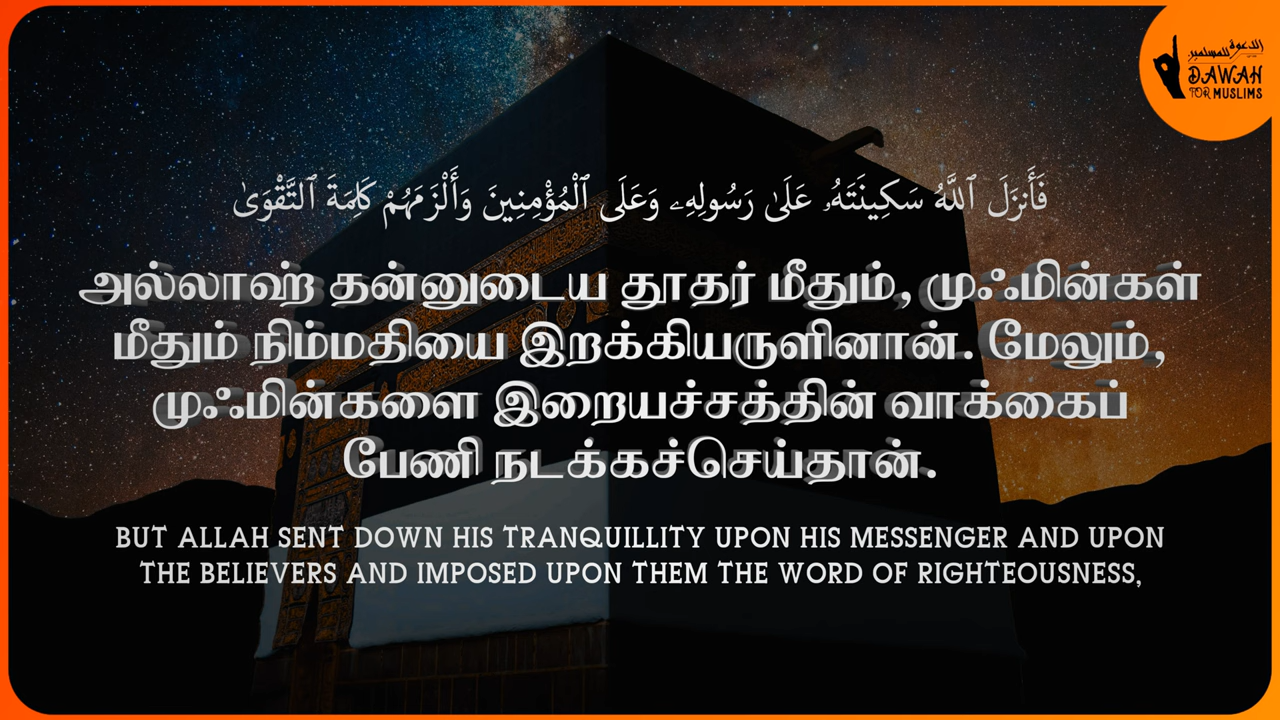 الدعوة للمسلمين
DAWAH
FOR MUSLIMS
فَأَنزَلَ ٱللَّهُ سَكِينَتَهُۥ عَلَىٰ رَسُولِهِۦ وَعَلَى ٱلْمُؤْمِنِينَ وَأَلْزَمَهُمْ كَلِمَةَ ٱلتَّقْوَىٰ
அல்லாஹ் தன்னுடைய தூதர் மீதும், முஃமின்கள்
மீதும் நிம்மதியை இறக்கியருளினான். மேலும்,
முஃமின்களை இறையச்சத்தின் வாக்கைப்
பேணி நடக்கச்செய்தான்.
BUT ALLAH SENT DOWN HIS TRANQUILLITY UPON HIS MESSENGER AND UPON
THE BELIEVERS AND IMPOSED UPON THEM THE WORD OF RIGHTEOUSNESS,